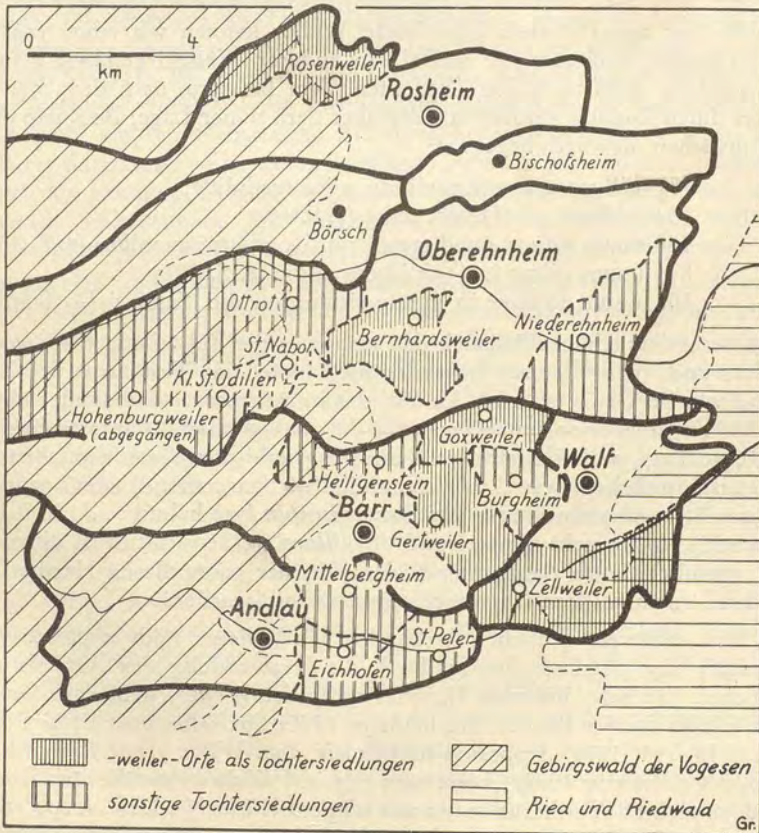 0 4
km
Rosenweiler
Rosheim
Bischofsheim
Börsch
Oberehnheim
Ottrot
Bernhardsweiler
Niederehnheim
St. Nabor
Kl. St. Odilien
Hohenburgweiler
(abgegangen)
Goxweiler
Heiligenstein
Walf
Burgheim
Barr
Gertweiler
Mittelbergheim
Zellweiler
Andlau
St. Peter
Eichhofen
-weiler-Orte als Tochtersiedlungen
sonstige Tochtersiedlungen
Gebirgswald der Vogesen
Ried und Riedwald
Gr.